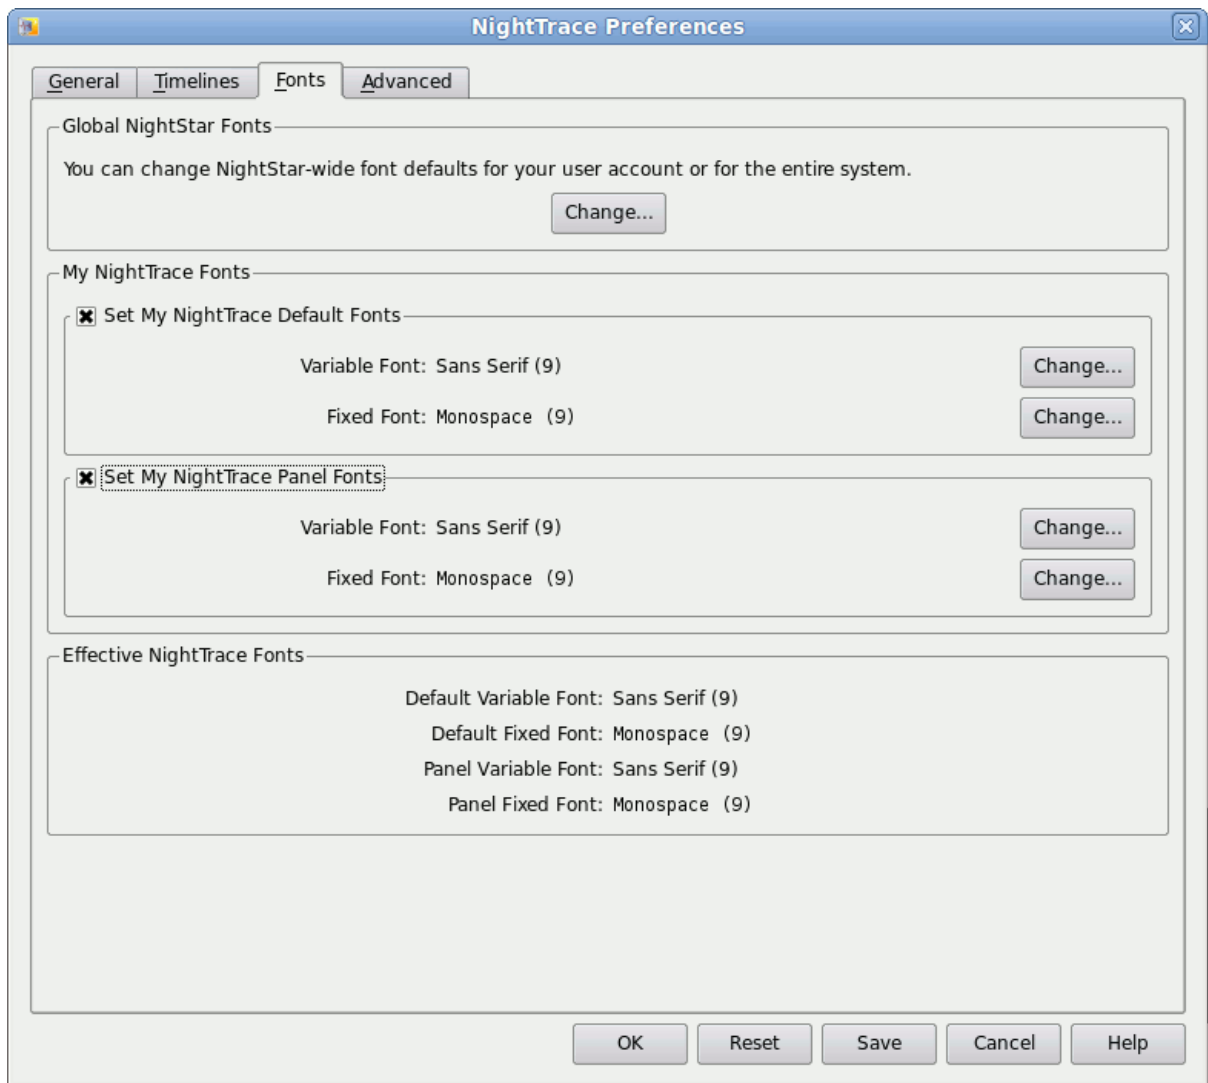 NightTrace Preferences
General Timelines Fonts Advanced
Global NightStar Fonts
You can change NightStar-wide font defaults for your user account or for the entire system.
Change...
My NightTrace Fonts
Set My NightTrace Default Fonts
Variable Font: Sans Serif (9) Change...
Fixed Font: Monospace (9) Change...
Set My NightTrace Panel Fonts
Variable Font: Sans Serif (9) Change...
Fixed Font: Monospace (9) Change...
Effective NightTrace Fonts
Default Variable Font: Sans Serif (9)
Default Fixed Font: Monospace (9)
Panel Variable Font: Sans Serif (9)
Panel Fixed Font: Monospace (9)
OK Reset Save Cancel Help